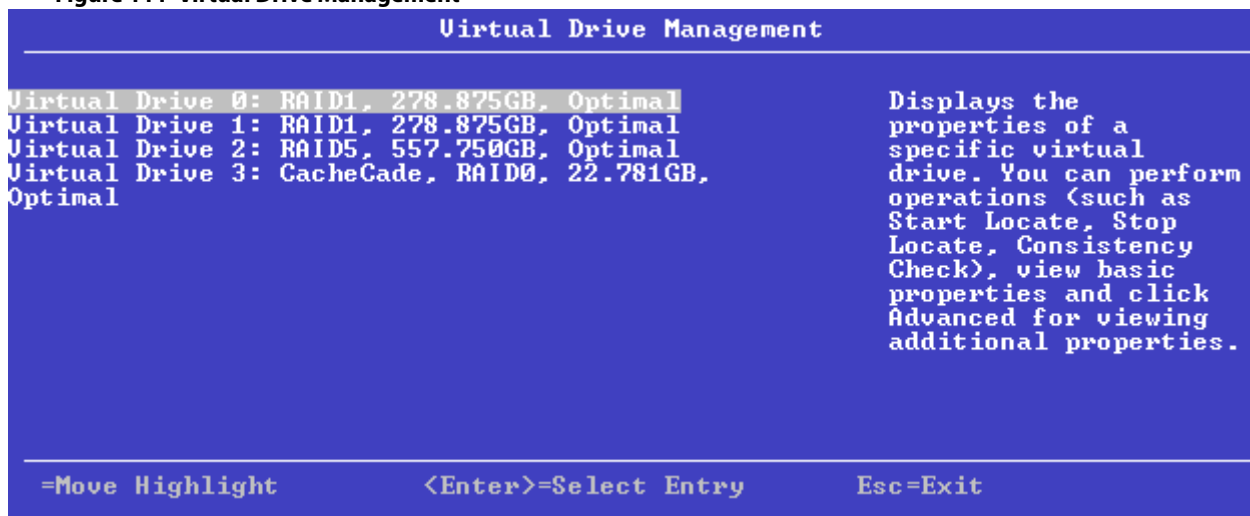 Virtual Drive Management
Virtual Drive 0: RAID1, 278.875GB, Optimal
Virtual Drive 1: RAID1, 278.875GB, Optimal
Virtual Drive 2: RAID5, 557.750GB, Optimal
Virtual Drive 3: CacheCade, RAID0, 22.781GB,
Optimal
Displays the
properties of a
specific virtual
drive. You can perform
operations (such as
Start Locate, Stop
Locate, Consistency
Check), view basic
properties and click
Advanced for viewing
additional properties.
=Move Highlight <Enter>=Select Entry Esc=Exit